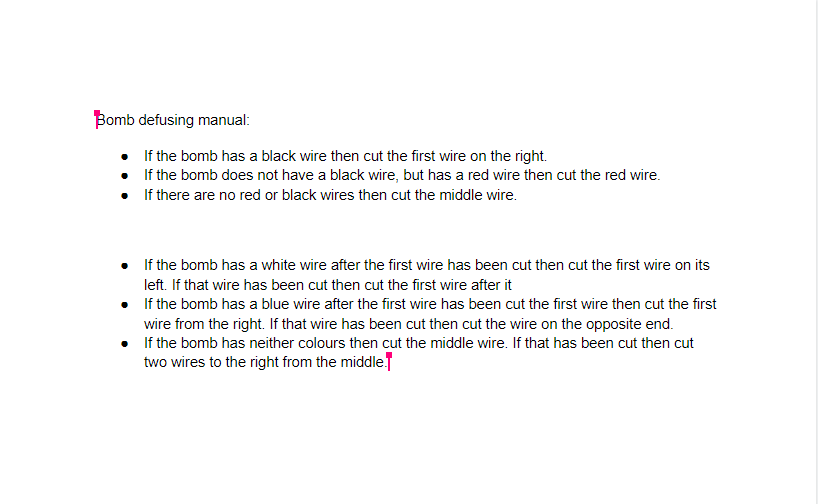 Bomb defusing manual:
● If the bomb has a black wire then cut the first wire on the right.
● If the bomb does not have a black wire, but has a red wire then cut the red wire.
● If there are no red or black wires then cut the middle wire.
● If the bomb has a white wire after the first wire has been cut then cut the first wire on its
left. If that wire has been cut then cut the first wire after it
● If the bomb has a blue wire after the first wire has been cut the first wire then cut the first
wire from the right. If that wire has been cut then cut the wire on the opposite end.
● If the bomb has neither colours then cut the middle wire. If that has been cut then cut
two wires to the right from the middle.